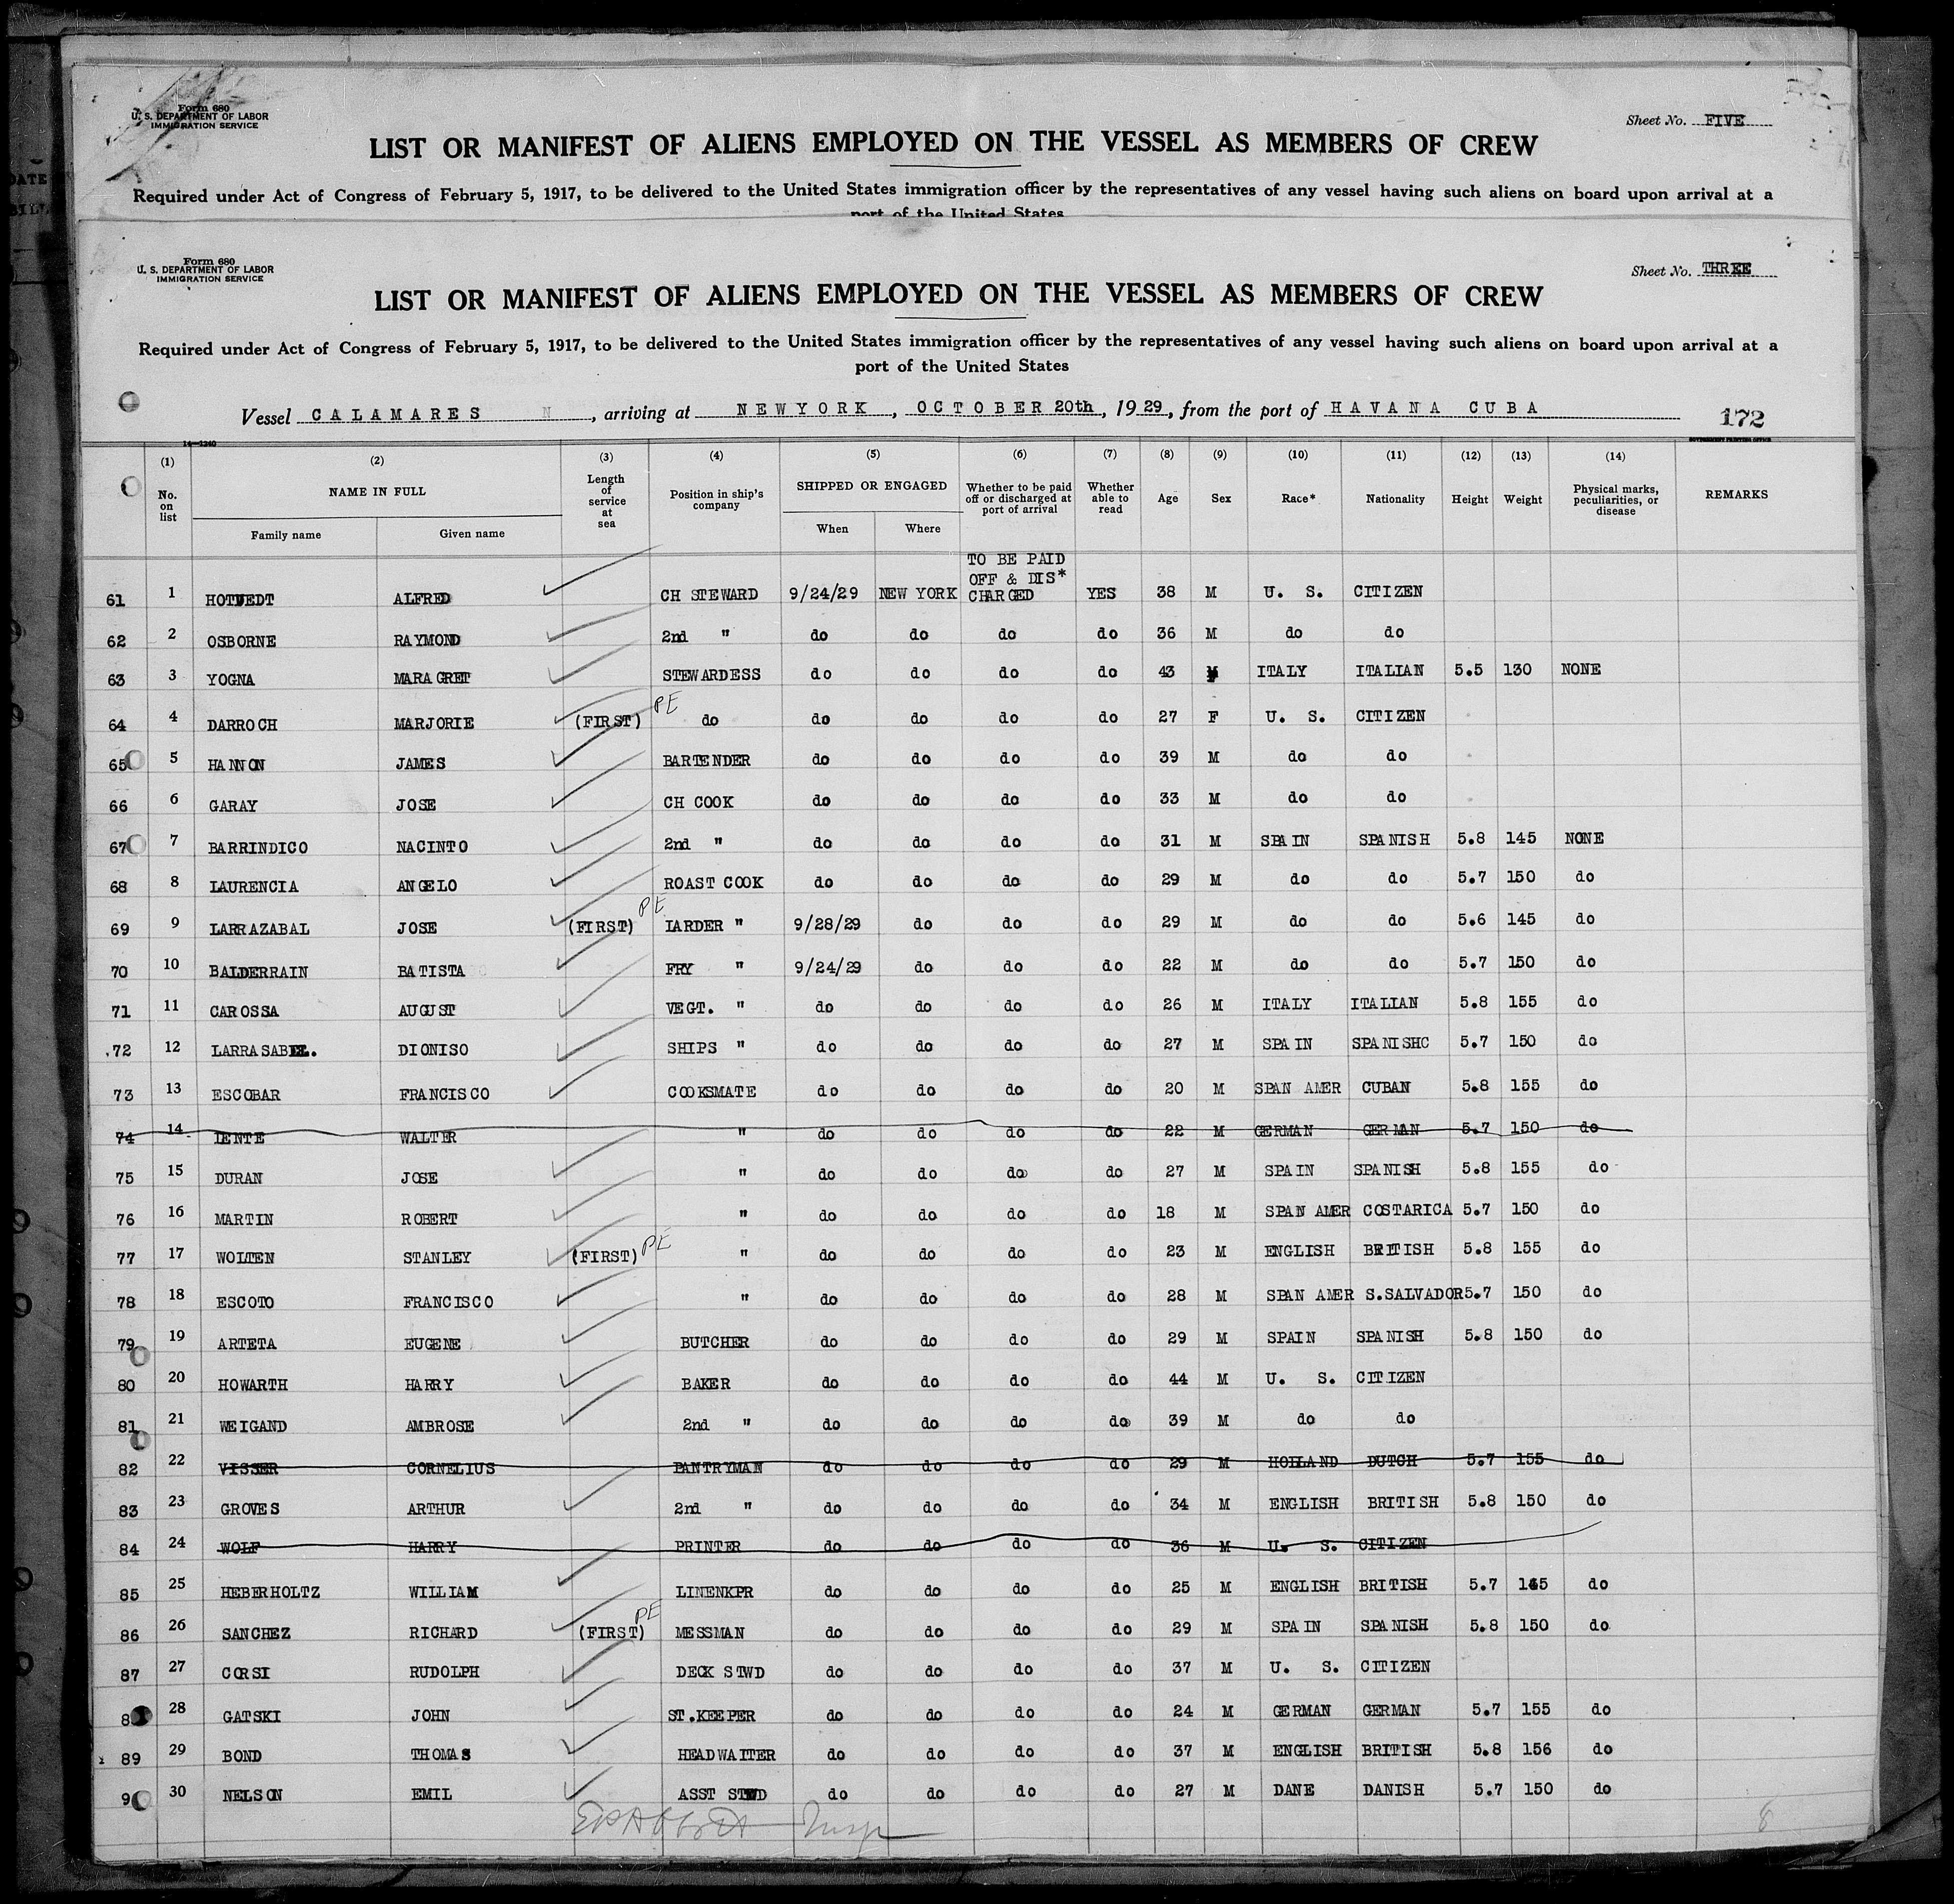 Form 680
U. S. DEPARTMENT OF LABOR
IMMIGRATION SERVICE
Sheet No. FIVE
LIST OR MANIFEST OF ALIENS EMPLOYED ON THE VESSEL AS MEMBERS OF CREW
Required under Act of Congress of February 5, 1917, to be delivered to the United States immigration officer by the representatives of any vessel having such aliens on board upon arrival at a
port of the United States
Form 680
U. S. DEPARTMENT OF LABOR
IMMIGRATION SERVICE
Sheet No. THREE
LIST OR MANIFEST OF ALIENS EMPLOYED ON THE VESSEL AS MEMBERS OF CREW
Required under Act of Congress of February 5, 1917, to be delivered to the United States immigration officer by the representatives of any vessel having such aliens on board upon arrival at a
port of the United States
Vessel CALAMARES N, arriving at NEWYORK, OCTOBER 20th, 1929, from the port of HAVANA CUBA 172
14—1240 GOVERNMENT PRINTING OFFICE
(1) (2) (3) (4) (5) (6) (7) (8) (9) (10) (11) (12) (13) (14)
No. on list NAME IN FULL Family name Given name Length of service at sea Position in ship's company SHIPPED OR ENGAGED When Where Whether to be paid off or discharged at port of arrival Whether able to read Age Sex Race* Nationality Height Weight Physical marks, peculiarities, or disease REMARKS
TO BE PAID
OFF & DIS*
61 1 HOTVEDT ALFRED CH STEWARD 9/24/29 NEW YORK CHARGED YES 38 M U. S. CITIZEN
62 2 OSBORNE RAYMOND 2nd " do do do do 36 M do do
63 3 YOGNA MARAGRET STEWARDESS do do do do 43 ITALY ITALIAN 5.5 130 NONE
64 4 DARROCH MARJORIE (FIRST) PE do do do do do 27 F U. S. CITIZEN
65 5 HANNON JAMES BARTENDER do do do do 39 M do do
66 6 GARAY JOSE CH COOK do do do do 33 M do do
67 7 BARRINDICO NACINTO 2nd " do do do do 31 M SPAIN SPANISH 5.8 145 NONE
68 8 LAURENCIA ANGELO ROAST COOK do do do do 29 M do do 5.7 150 do
69 9 LARRAZABAL JOSE (FIRST) PE LARDER " 9/28/29 do do do 29 M do do 5.6 145 do
70 10 BALDERRAIN BATISTA FRY " 9/24/29 do do do 22 M do do 5.7 150 do
71 11 CAROSSA AUGUST VEGT. " do do do do 26 M ITALY ITALIAN 5.8 155 do
72 12 LARRASABEL. DIONISO SHIPS " do do do do 27 M SPAIN SPANISHC 5.7 150 do
73 13 ESCOBAR FRANCISCO COOKSMATE do do do do 20 M SPAN AMER CUBAN 5.8 155 do
74 14 LENTE WALTER " do do do do 22 M GERMAN GERMAN 5.7 150 do
75 15 DURAN JOSE " do do do do 27 M SPAIN SPANISH 5.8 155 do
76 16 MARTIN ROBERT " do do do do 18 M SPAN AMER COSTARICA 5.7 150 do
77 17 WOLTEN STANLEY (FIRST) PE " do do do do 23 M ENGLISH BRITISH 5.8 155 do
78 18 ESCOTO FRANCISCO " do do do do 28 M SPAN AMER S.SALVADOR 5.7 150 do
79 19 ARTETA EUGENE BUTCHER do do do do 29 M SPAIN SPANISH 5.8 150 do
80 20 HOWARTH HARRY BAKER do do do do 44 M U. S. CITIZEN
81 21 WEIGAND AMBROSE 2nd " do do do do 39 M do do
82 22 VISSER CORNELIUS PANTRYMAN do do do do 29 M HOLLAND DUTCH 5.7 155 do
83 23 GROVES ARTHUR 2nd " do do do do 34 M ENGLISH BRITISH 5.8 150 do
84 24 WOLF HARRY PRINTER do do do do 36 M U. S. CITIZEN
85 25 HEBERHOLTZ WILLIAM LINENKPR do do do do 25 M ENGLISH BRITISH 5.7 do
86 26 SANCHEZ RICHARD (FIRST) PE MESSMAN do do do do 29 M SPAIN SPANISH 5.8 150 do
87 27 CORSI RUDOLPH DECK STWD do do do do 37 M U. S. CITIZEN
8 28 GATSKI JOHN ST.KEEPER do do do do 24 M GERMAN GERMAN 5.7 155 do
89 29 BOND THOMAS HEADWAITER do do do do 37 M ENGLISH BRITISH 5.8 156 do
90 30 NELSON EMIL ASST STWD do do do do 27 M DANE DANISH 5.7 150 do
Insp
8